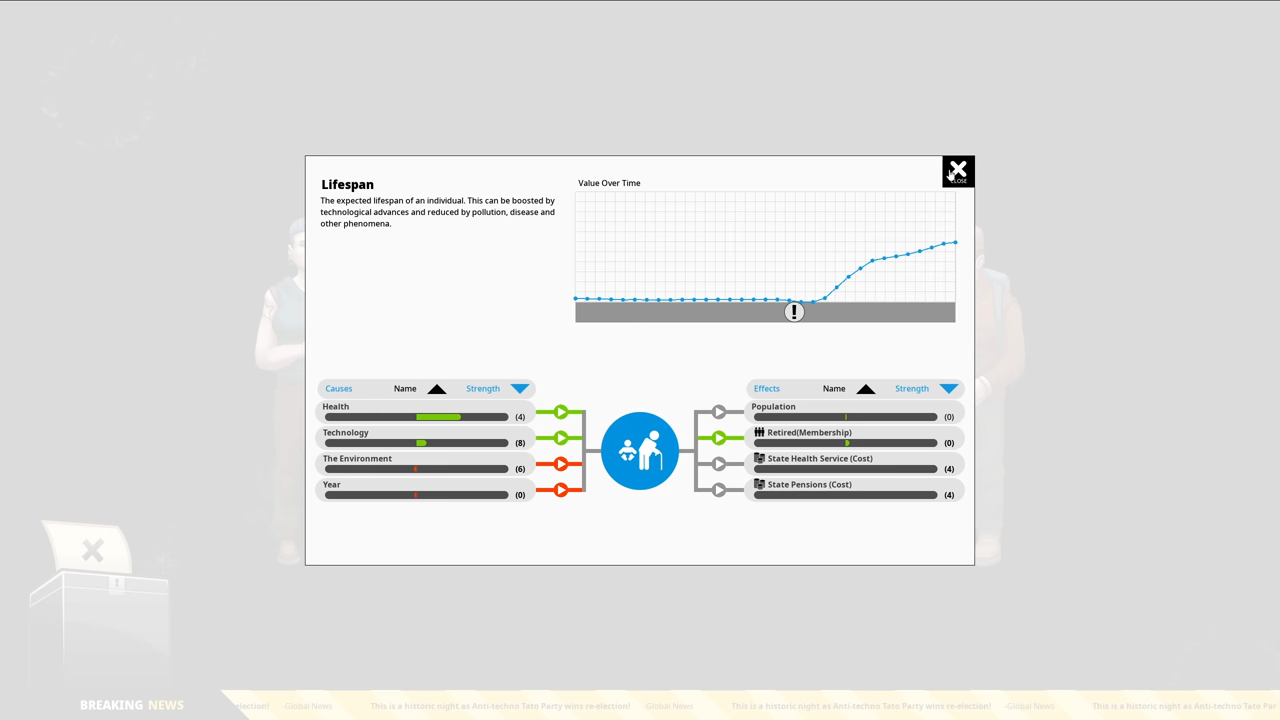 Lifespan
The expected lifespan of an individual. This can be boosted by
technological advances and reduced by pollution, disease and
other phenomena.
Value Over Time
CLOSE
!
Causes Name Strength
Health (4)
Technology (8)
The Environment (6)
Year (0)
Effects Name Strength
Population (0)
Retired(Membership) (0)
State Health Service (Cost) (4)
State Pensions (Cost) (4)
BREAKING NEWS
election! -Global News This is a historic night as Anti-techno Tato Party wins re-election! -Global News This is a historic night as Anti-techno Tato Party wins re-election! -Global News This is a historic night as Anti-techno Tato Par